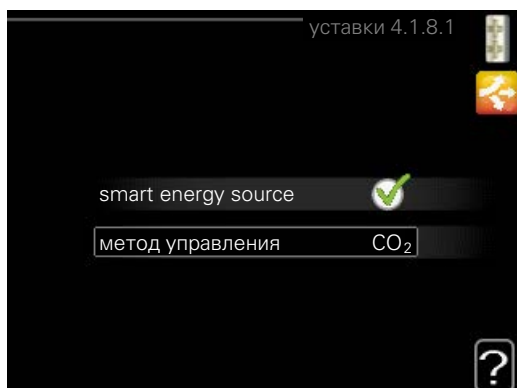 уставки 4.1.8.1
smart energy source
метод управления CO₂
?